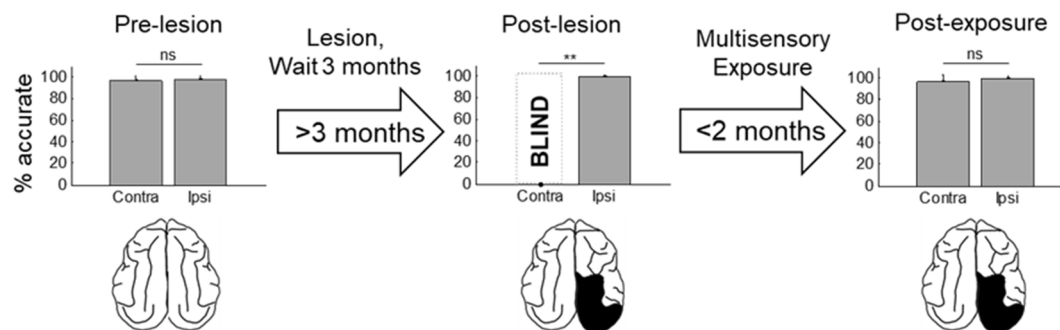 Pre-lesion
ns
% accurate
100
80
60
40
20
0
Contra Ipsi
Lesion,
Wait 3 months
>3 months
Post-lesion
**
100
80
60
40
20
0
BLIND
Contra Ipsi
Multisensory
Exposure
<2 months
Post-exposure
ns
100
80
60
40
20
0
Contra Ipsi